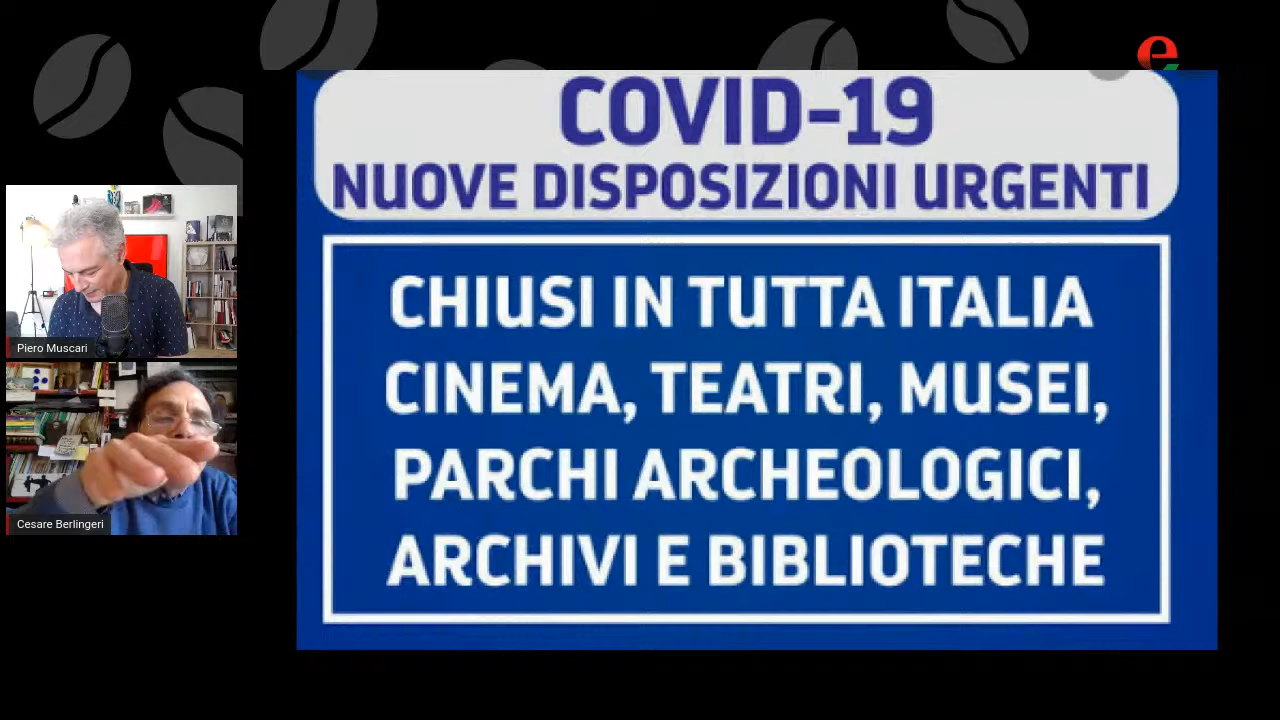 COVID-19
NUOVE DISPOSIZIONI URGENTI
CHIUSI IN TUTTA ITALIA
CINEMA, TEATRI, MUSEI,
PARCHI ARCHEOLOGICI,
ARCHIVI E BIBLIOTECHE
Piero Muscari
Cesare Berlingeri
e